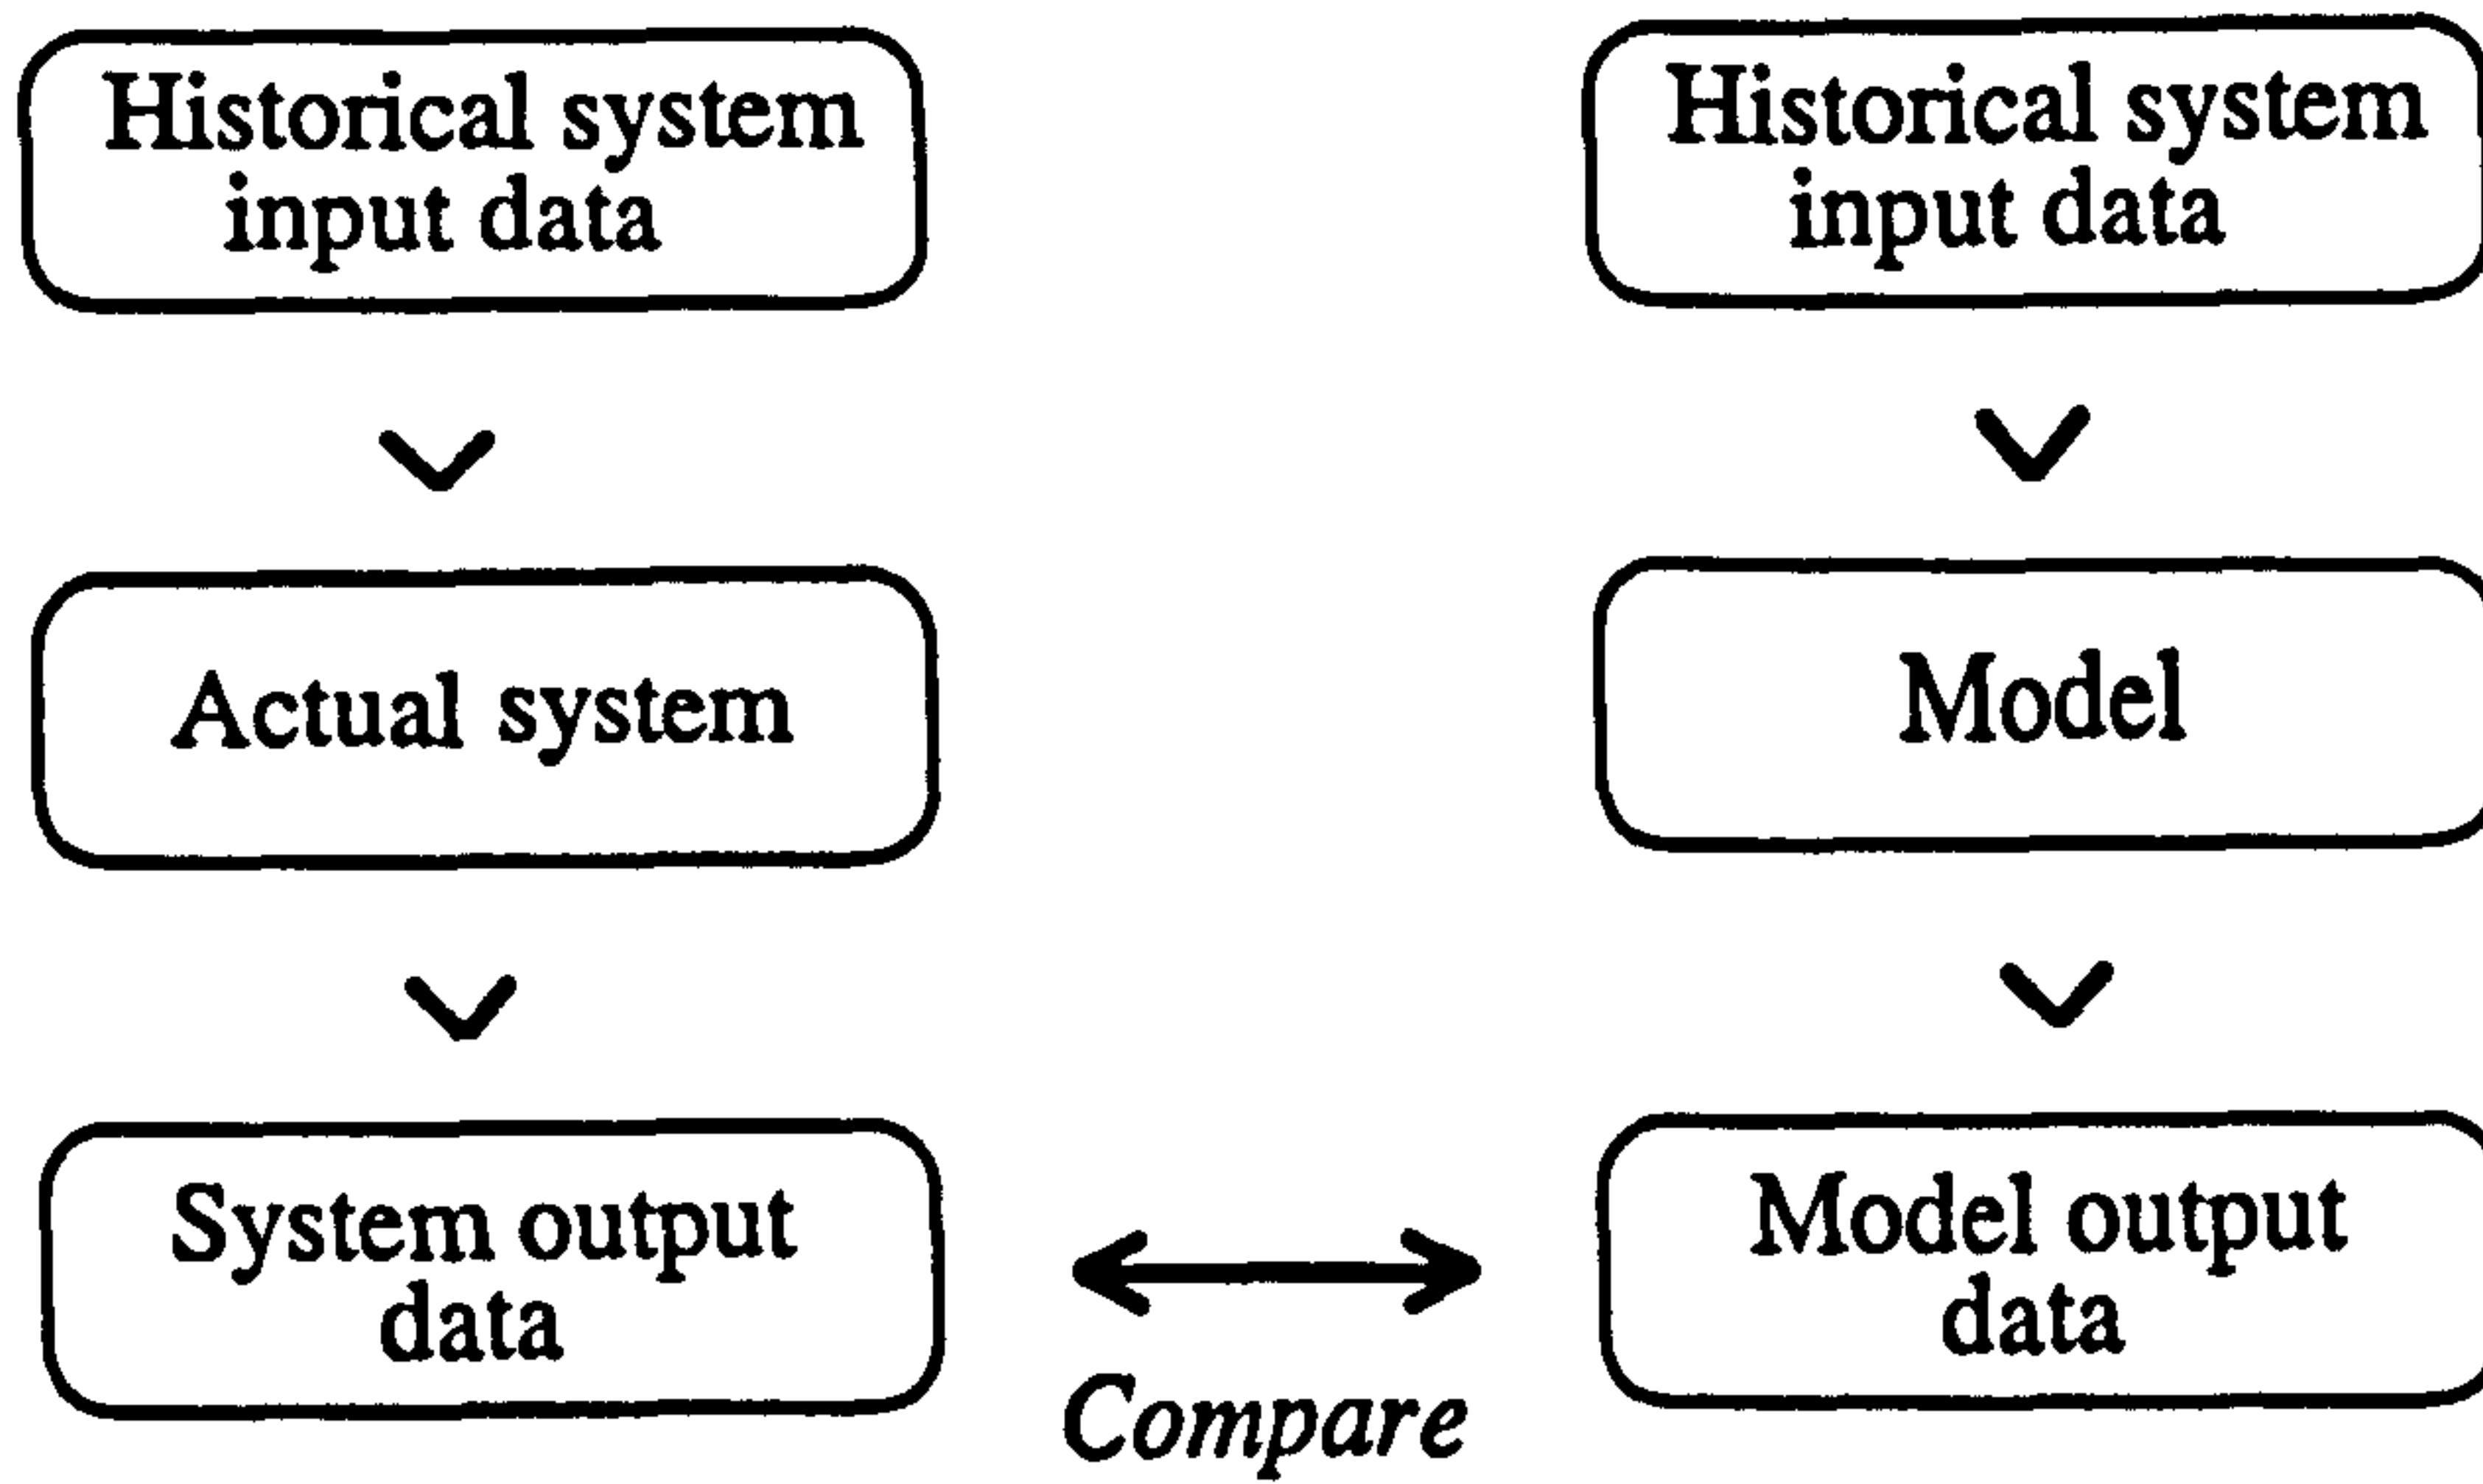 Historical system
input data
Historical system
input data
Actual system
Model
System output
data
Model output
data
Compare